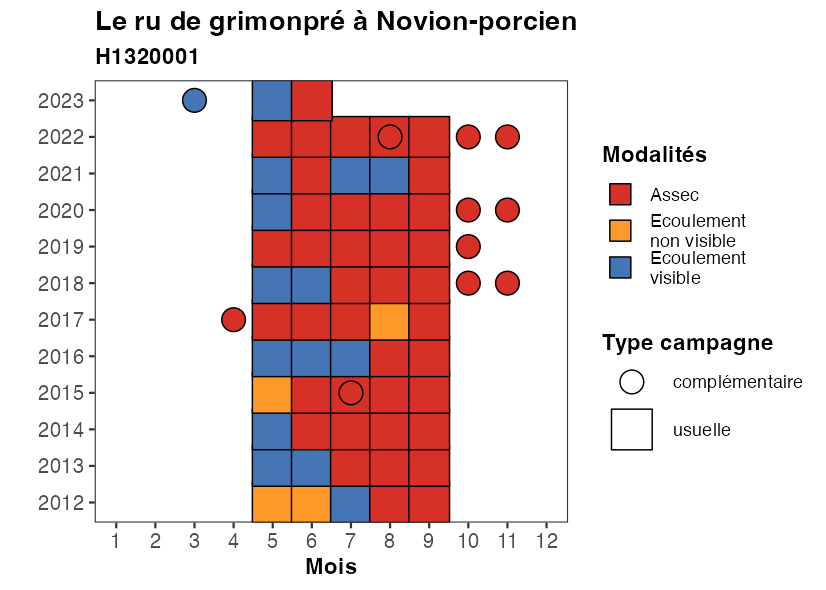 Le ru de grimonpré à Novion-porcien
H1320001
2023
2022
2021
2020
2019
2018
2017
2016
2015
2014
2013
2012
1 2 3 4 5 6 7 8 9 10 11 12
Mois
Modalités
Assec
Ecoulement
non visible
Ecoulement
visible
Type campagne
complémentaire
usuelle